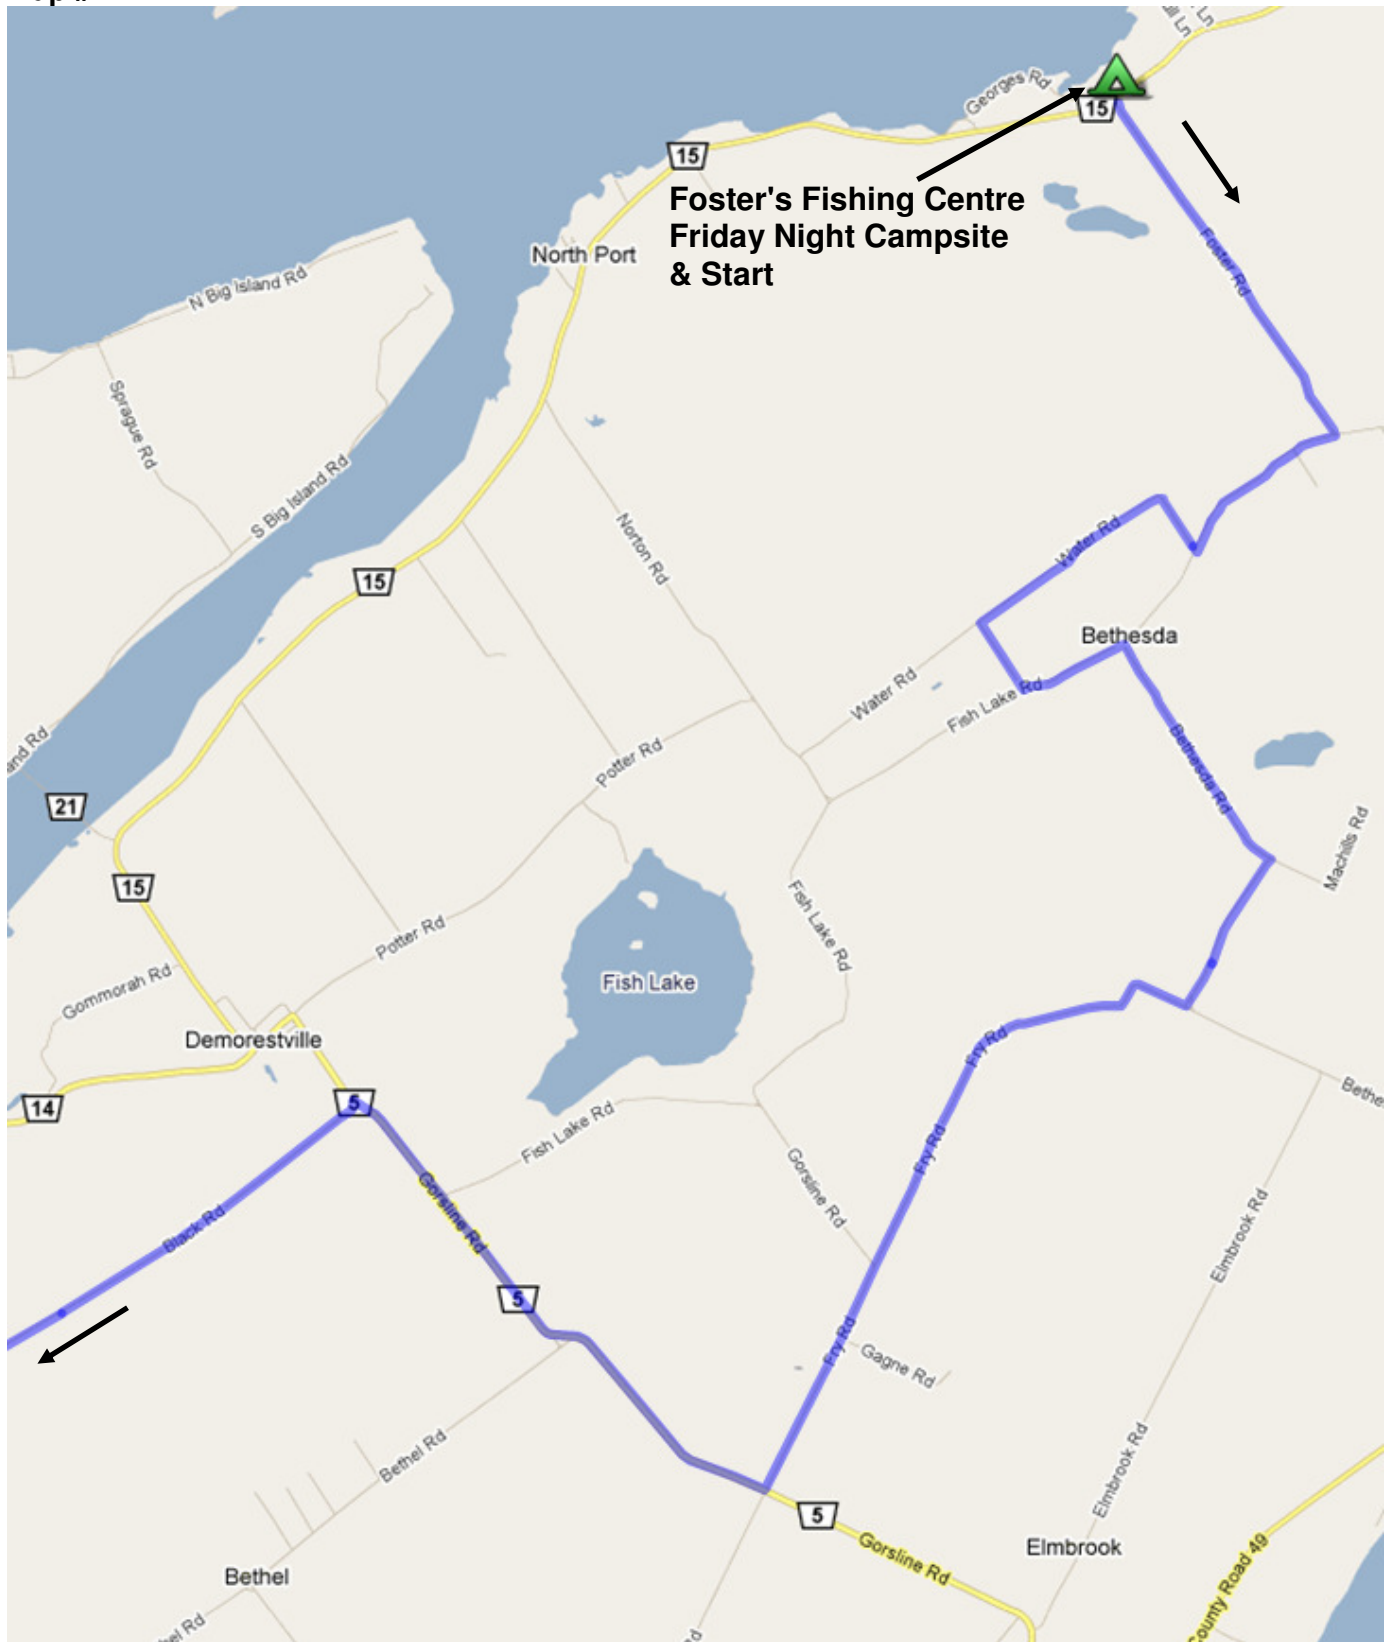 Georges Rd
15
15
Foster's Fishing Centre
Friday Night Campsite
& Start
North Port
Foster Rd
N Big Island Rd
Sprague Rd
S Big Island Rd
Norton Rd
Water Rd
15
Bethesda
Water Rd
Fish Lake Rd
Bethesda Rd
Potter Rd
21
Machills Rd
15
Fish Lake Rd
Potter Rd
Gommorah Rd
Fish Lake
Demorestville
Fry Rd
14
5
Fish Lake Rd
Fry Rd
Gorsline Rd
Gorsline Rd
Black Rd
Elmbrook Rd
5
Fry Rd
Gagne Rd
Bethel Rd
Elmbrook Rd
5
Gorsline Rd
Elmbrook
County Road 49
Bethel